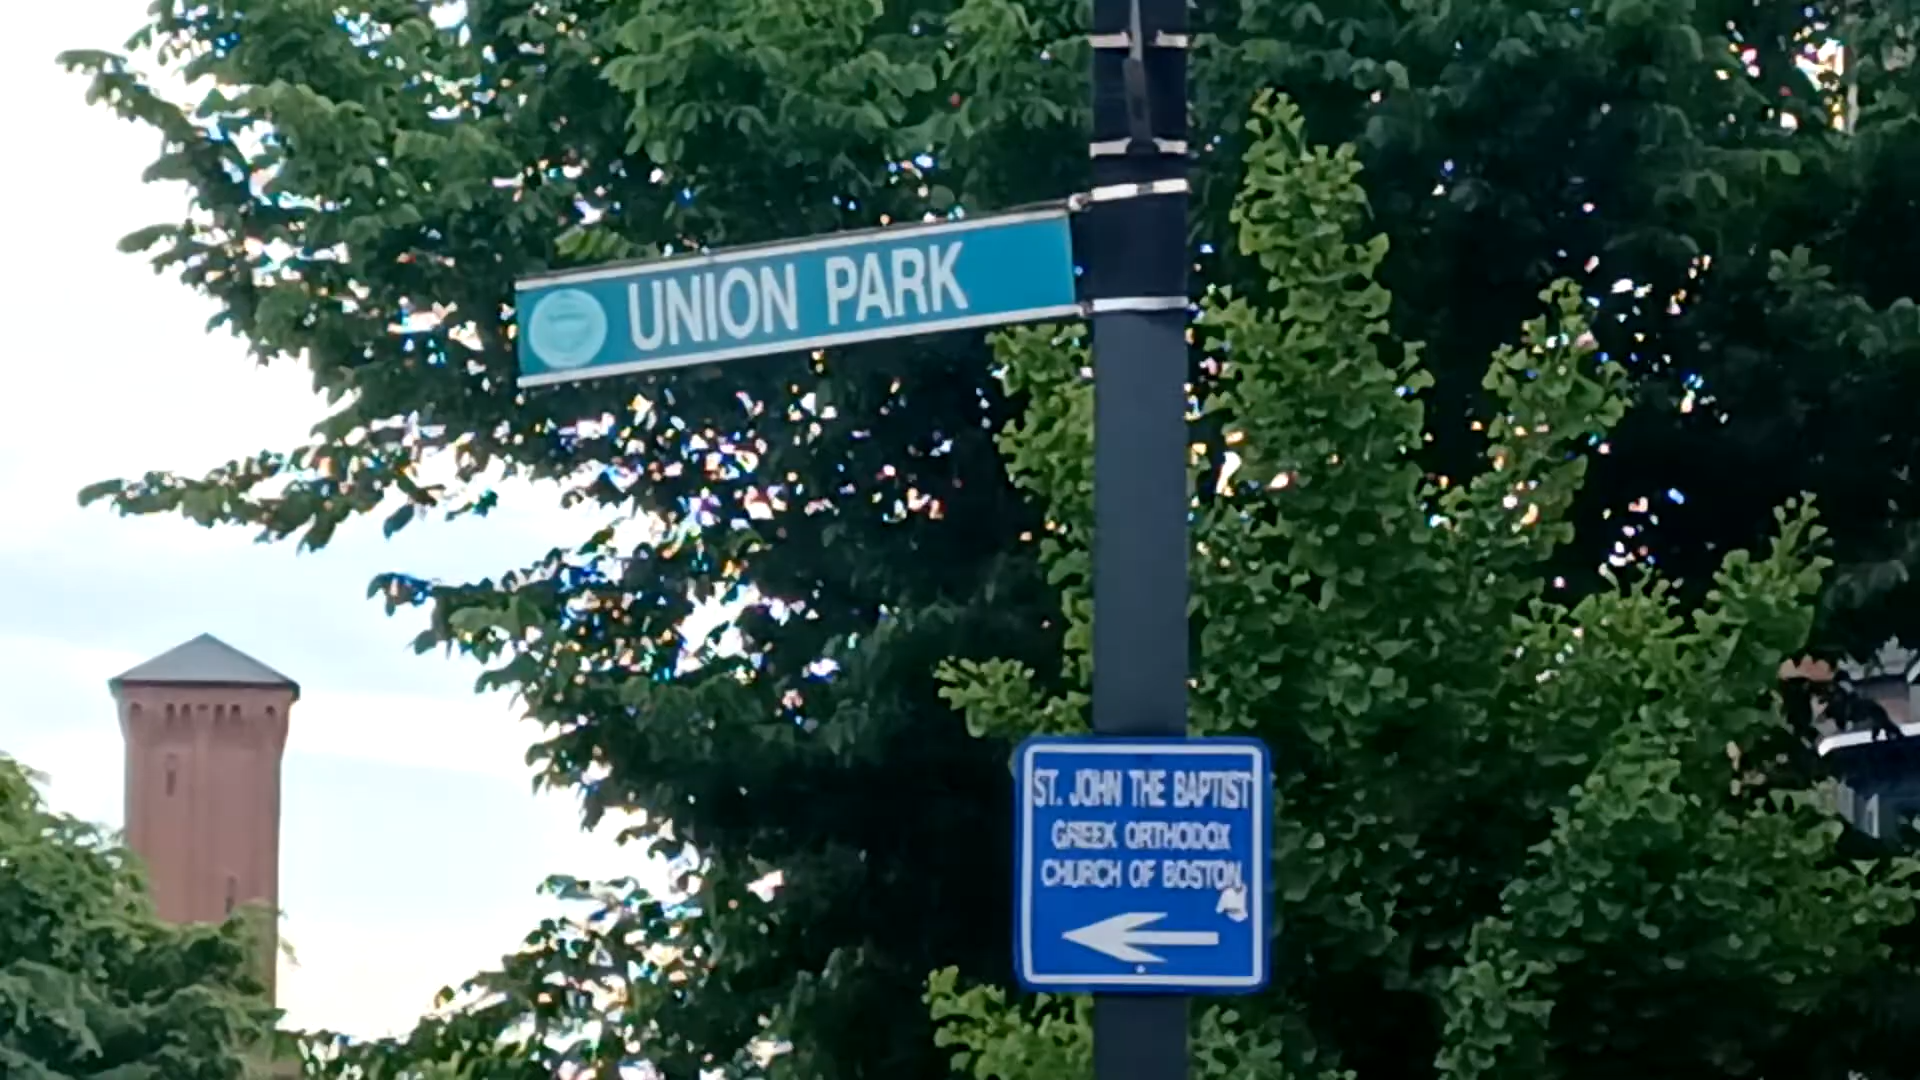 UNION PARK
ST. JOHN THE BAPTIST
GREEK ORTHODOX
CHURCH OF BOSTON